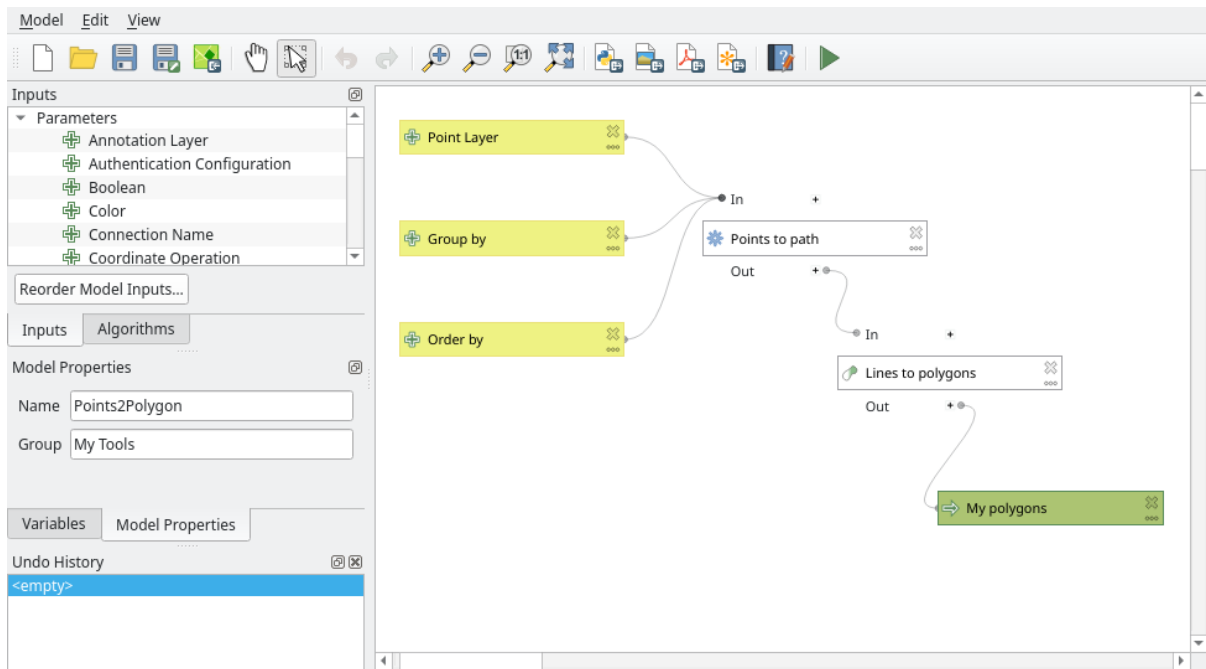 Model Edit View
1:1
Inputs
Parameters
Annotation Layer
Authentication Configuration
Boolean
Color
Connection Name
Coordinate Operation
Reorder Model Inputs...
Inputs Algorithms
Model Properties
Name Points2Polygon
Group My Tools
Variables Model Properties
Undo History
<empty>
Point Layer
Group by
Order by
In +
Points to path
Out +
In +
Lines to polygons
Out +
My polygons